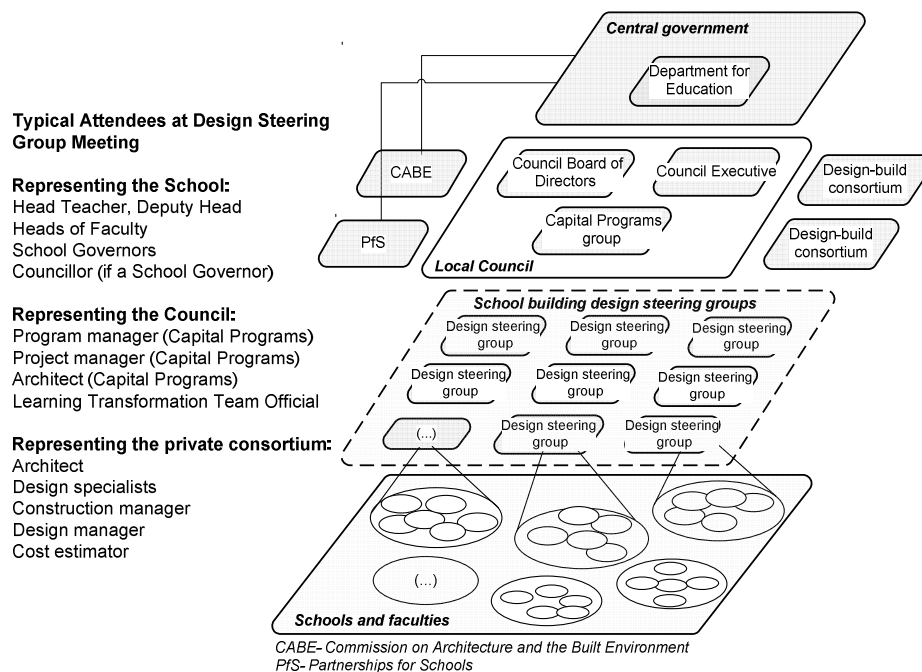 Typical Attendees at Design Steering
Group Meeting
Representing the School:
Head Teacher, Deputy Head
Heads of Faculty
School Governors
Councillor (if a School Governor)
Representing the Council:
Program manager (Capital Programs)
Project manager (Capital Programs)
Architect (Capital Programs)
Learning Transformation Team Official
Representing the private consortium:
Architect
Design specialists
Construction manager
Design manager
Cost estimator
Central government
Department for
Education
CABE
PfS
Council Board of
Directors
Council Executive
Capital Programs
group
Local Council
Design-build
consortium
Design-build
consortium
School building design steering groups
Design steering
group
Design steering
group
Design steering
group
Design steering
group
Design steering
group
Design steering
group
(...)
Design steering
group
Design steering
group
(...)
Schools and faculties
CABE- Commission on Architecture and the Built Environment
PfS- Partnerships for Schools